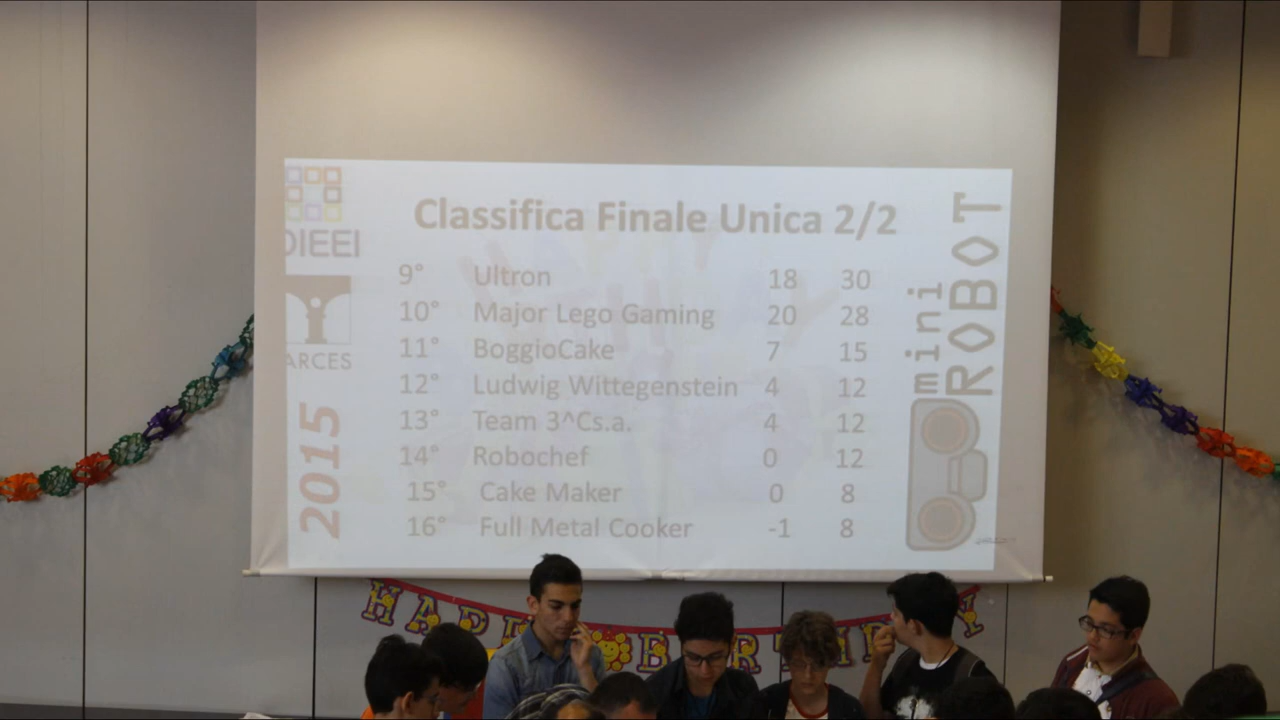 Classifica Finale Unica 2/2
DIEEI
ARCES
2015
9° Ultron 18 30
10° Major Lego Gaming 20 28
11° BoggioCake 7 15
12° Ludwig Wittegenstein 4 12
13° Team 3^Cs.a. 4 12
14° Robochef 0 12
15° Cake Maker 0 8
16° Full Metal Cooker -1 8
mini
ROBOT
HAPPY BIRTHDAY